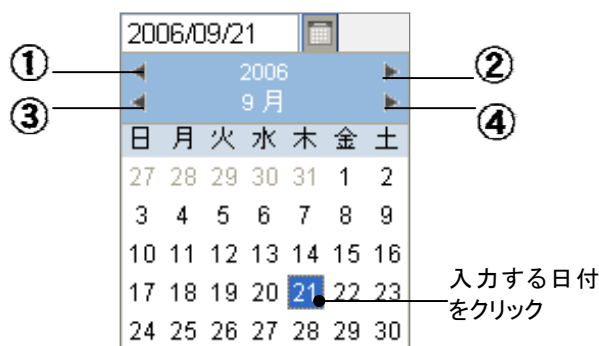 2006/09/21
① 2006 ②
③ 9 月 ④
日 月 火 水 木 金 土
27 28 29 30 31 1 2
3 4 5 6 7 8 9
10 11 12 13 14 15 16
17 18 19 20 21 22 23
24 25 26 27 28 29 30
入力する日付
をクリック